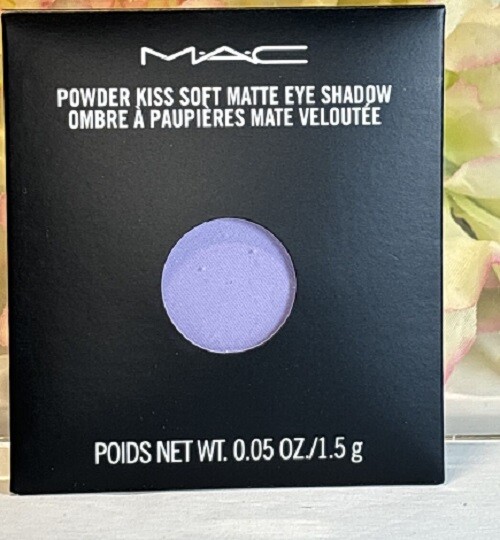 MAC
POWDER KISS SOFT MATTE EYE SHADOW
OMBRE À PAUPIÈRES MATE VELOUTÉE
POIDS NET WT. 0.05 OZ./1.5 g